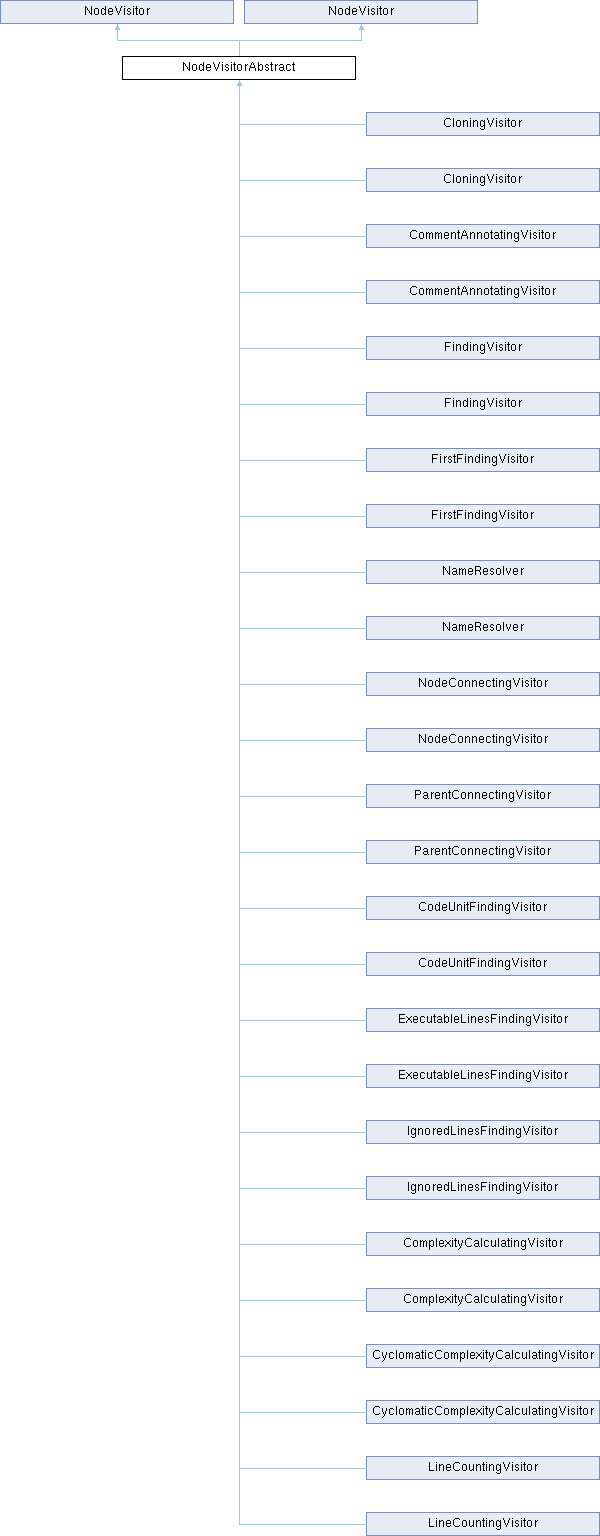 NodeVisitor
NodeVisitor
NodeVisitorAbstract
CloningVisitor
CloningVisitor
CommentAnnotatingVisitor
CommentAnnotatingVisitor
FindingVisitor
FindingVisitor
FirstFindingVisitor
FirstFindingVisitor
NameResolver
NameResolver
NodeConnectingVisitor
NodeConnectingVisitor
ParentConnectingVisitor
ParentConnectingVisitor
CodeUnitFindingVisitor
CodeUnitFindingVisitor
ExecutableLinesFindingVisitor
ExecutableLinesFindingVisitor
IgnoredLinesFindingVisitor
IgnoredLinesFindingVisitor
ComplexityCalculatingVisitor
ComplexityCalculatingVisitor
CyclomaticComplexityCalculatingVisitor
CyclomaticComplexityCalculatingVisitor
LineCountingVisitor
LineCountingVisitor